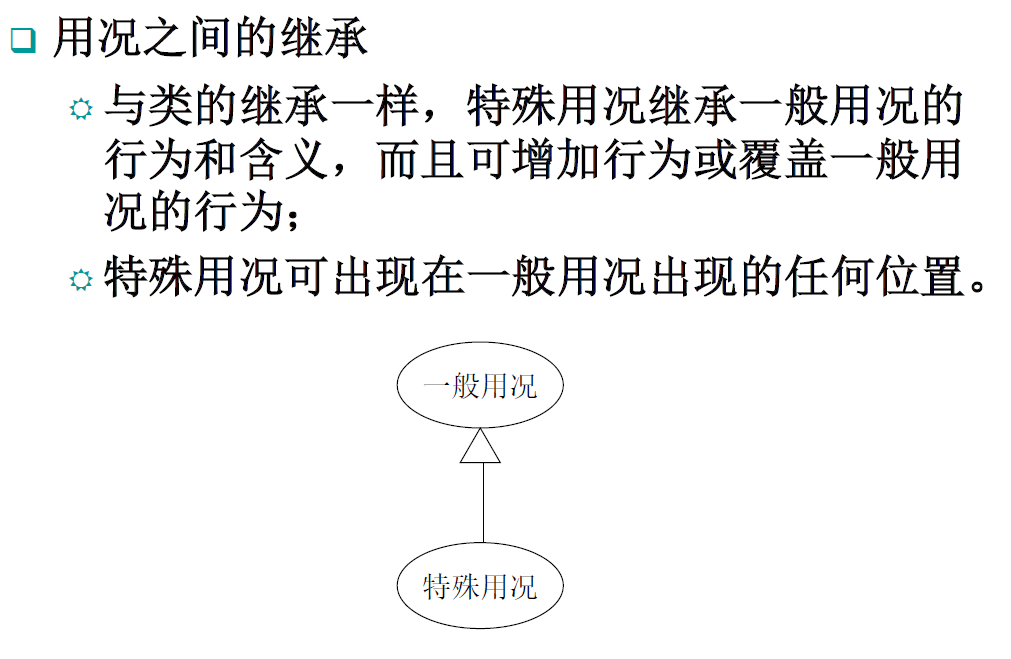 用况之间的继承
与类的继承一样，特殊用况继承一般用况的
行为和含义，而且可增加行为或覆盖一般用
况的行为；
特殊用况可出现在一般用况出现的任何位置。
一般用况
特殊用况